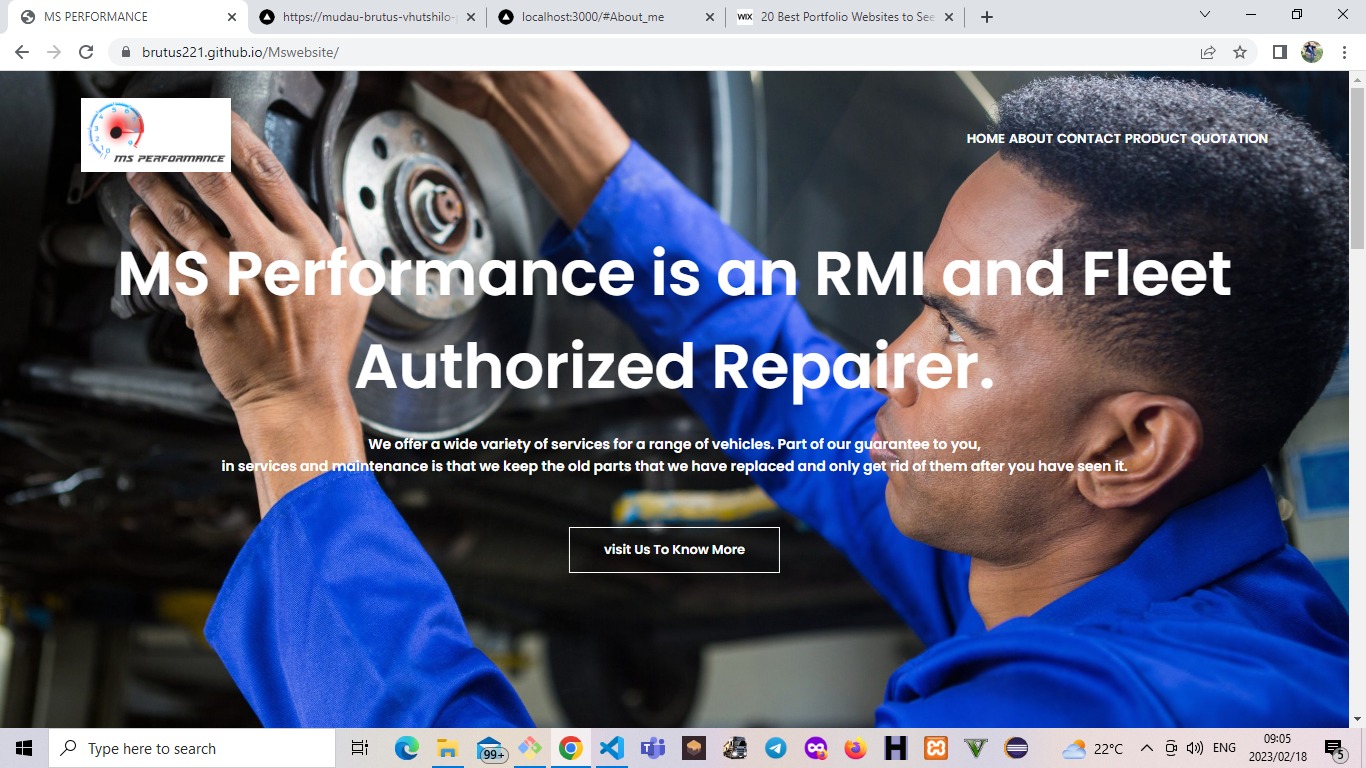 MS PERFORMANCE
https://mudau-brutus-vhutshilo-
localhost:3000/#About_me
WIX
20 Best Portfolio Websites to See
brutus221.github.io/Mswebsite/
MS PERFORMANCE
HOME ABOUT CONTACT PRODUCT QUOTATION
MS Performance is an RMI and Fleet
Authorized Repairer.
We offer a wide variety of services for a range of vehicles. Part of our guarantee to you,
in services and maintenance is that we keep the old parts that we have replaced and only get rid of them after you have seen it.
visit Us To Know More
Type here to search
99+
22°C
ENG
09:05
2023/02/18
5